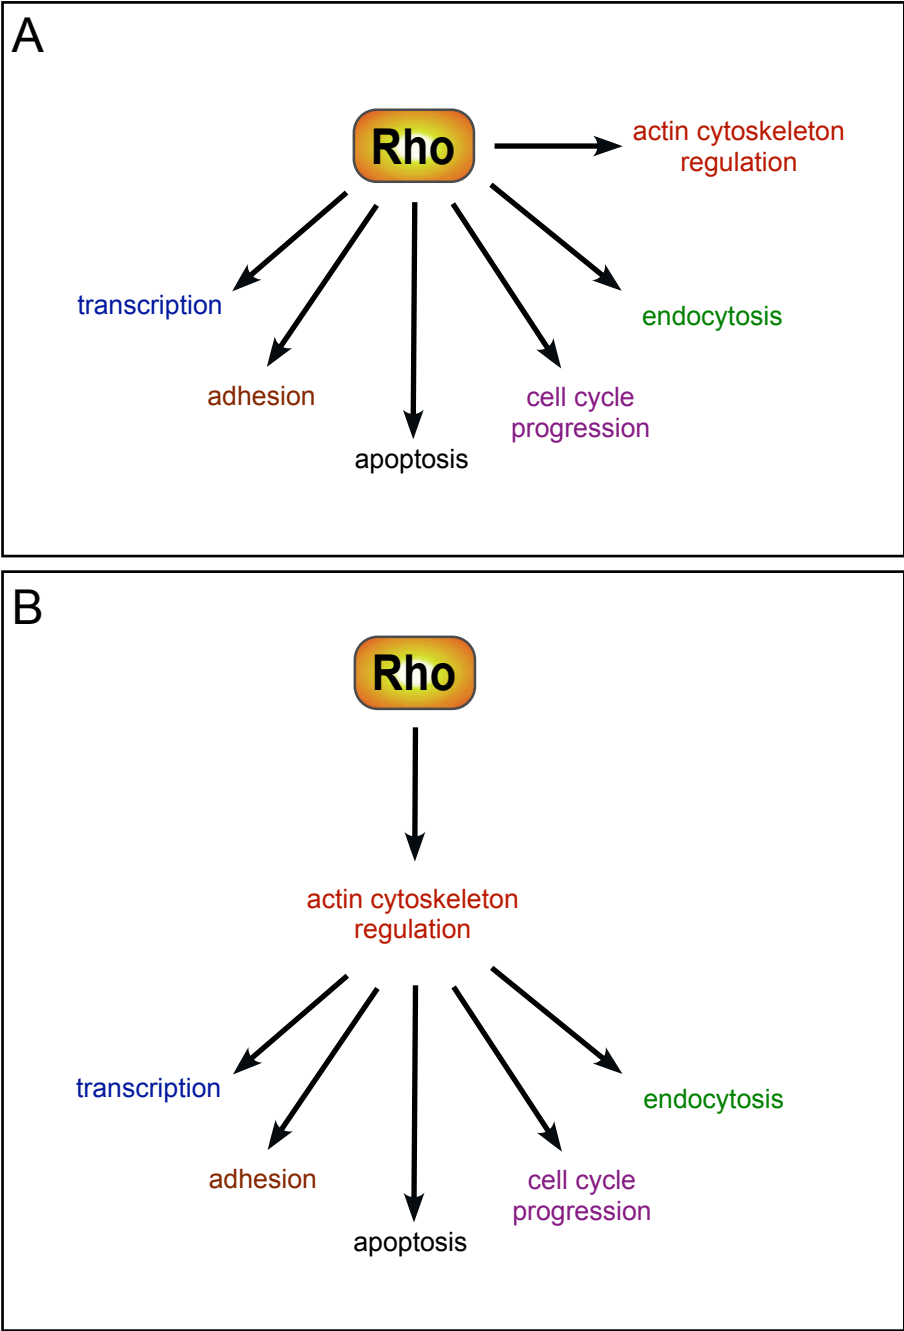 A
Rho
actin cytoskeleton
regulation
transcription
endocytosis
adhesion
cell cycle
progression
apoptosis
B
Rho
actin cytoskeleton
regulation
transcription
endocytosis
adhesion
cell cycle
progression
apoptosis